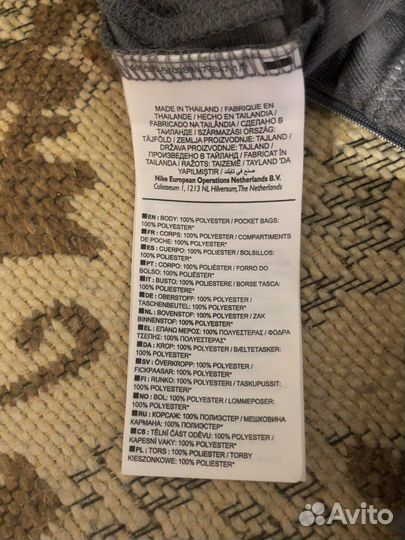 MADE IN THAILAND / FABRIQUE EN
THAILANDE / HECHO EN TAILANDIA /
FABRICADO NA TAILÂNDIA / СДЕЛАНО В
ТАИЛАНДЕ / SZÁRMAZÁSI ORSZÁG:
TÁJFÖLD / ZEMLJA PROIZVODNJE: TAJLAND /
DRŽAVA PROIZVODNJE: TAJLAND /
ПРОИЗВЕДЕНО В ТАЙЛАНД / FABRICAT ÎN
TAILANDA / RAŽOTS: TAIZEME / TAYLAND 'DA
YAPILMIŞTIR / صنع في تايلند
Nike European Operations Netherlands B.V.
Colosseum 1, 1213 NL Hilversum,The Netherlands
EN : BODY: 100% POLYESTER / POCKET BAGS:
100% POLYESTER*
FR : CORPS: 100% POLYESTER / COMPARTIMENTS
DE POCHE: 100% POLYESTER*
ES : CUERPO: 100% POLIÉSTER / BOLSILLOS:
100% POLIÉSTER*
PT : CORPO: 100% POLIÉSTER / FORRO DO
BOLSO: 100% POLIÉSTER*
IT : BUSTO: 100% POLIESTERE / BORSE TASCA:
100% POLIESTERE*
DE : OBERSTOFF: 100% POLYESTER /
TASCHENBEUTEL: 100% POLYESTER*
NL : BOVENSTOF: 100% POLYESTER / ZAK
BINNENSTOF: 100% POLYESTER*
EL : ΕΠΑΝΩ ΜΕΡΟΣ: 100% ΠΟΛΥΕΣΤΕΡΑΣ / ΦΟΔΡΑ
ΤΣΕΠΗΣ: 100% ΠΟΛΥΕΣΤΕΡΑΣ*
DA : KROP: 100% POLYESTER / BÆLTETASKER:
100% POLYESTER*
SV : ÖVERKROPP: 100% POLYESTER /
FICKPÅSAR: 100% POLYESTER*
FI : RUNKO: 100% POLYESTERI / TASKUPUSSIT:
100% POLYESTERI*
NO : BOL: 100% POLYESTER / LOMMEPOSER:
100% POLYESTER*
RU : КОРПУС: 100% ПОЛИЭСТЕР / МЕШКОВИНА
КАРМАНА: 100% ПОЛИЭСТЕР*
CS : TĚLNÍ ČÁST ODĚVU: 100% POLYESTER /
KAPESNÍ VAKY: 100% POLYESTER*
PL : TORS : 100% POLIESTER / TORBY
KIESZONKOWE: 100% POLIESTER*
Avito